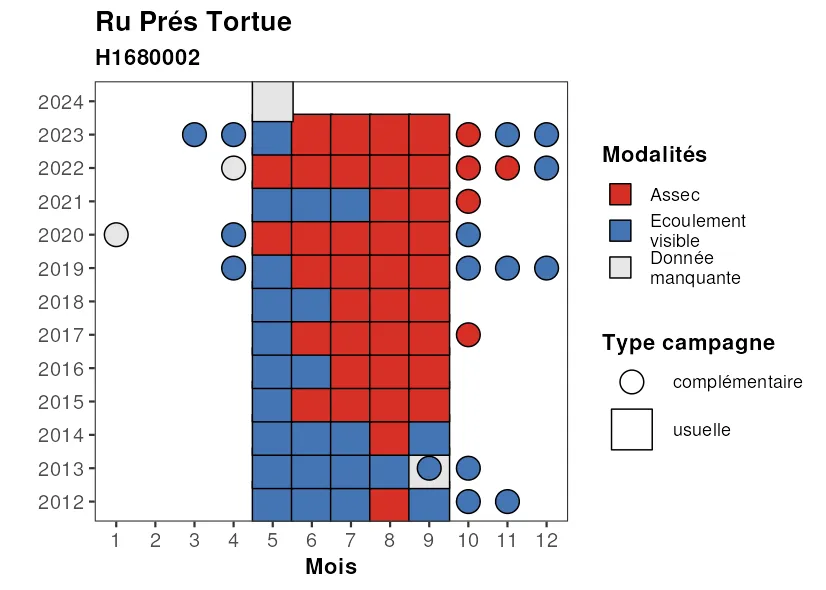 Ru Prés Tortue
H1680002
2024
2023
2022
2021
2020
2019
2018
2017
2016
2015
2014
2013
2012
1 2 3 4 5 6 7 8 9 10 11 12
Mois
Modalités
Assec
Ecoulement
visible
Donnée
manquante
Type campagne
complémentaire
usuelle